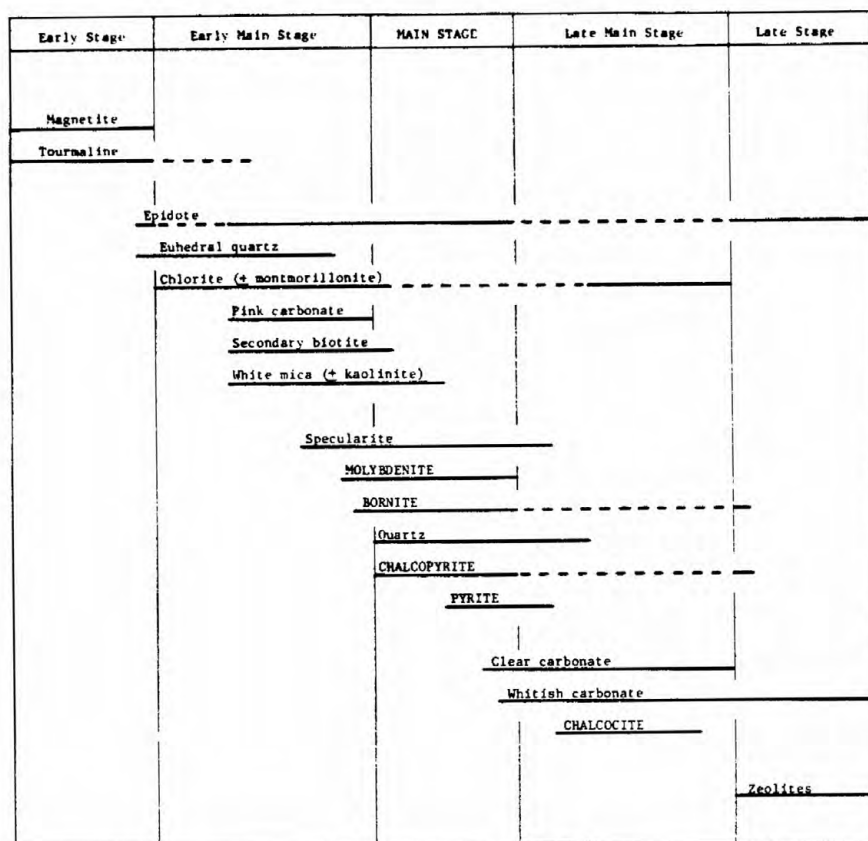 Early Stage Early Main Stage MAIN STAGE Late Main Stage Late Stage
Magnetite
Tourmaline
Epidote
Euhedral quartz
Chlorite (± montmorillonite)
Pink carbonate
Secondary biotite
White mica (± kaolinite)
Specularite
MOLYBDENITE
BORNITE
Quartz
CHALCOPYRITE
PYRITE
Clear carbonate
Whitish carbonate
CHALCOCITE
Zeolites